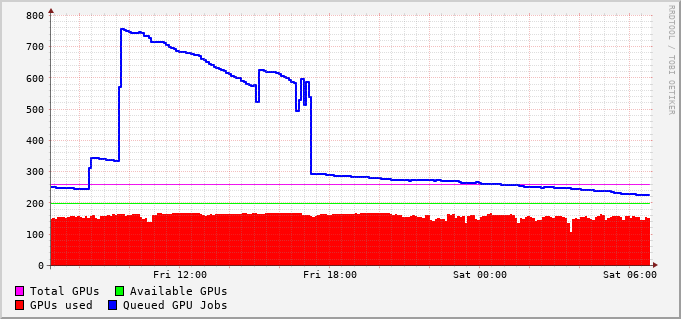 800
700
600
500
400
300
200
100
0
Fri 12:00 Fri 18:00 Sat 00:00 Sat 06:00
Total GPUs Available GPUs
GPUs used Queued GPU Jobs
RRDTOOL / TOBI OETIKER